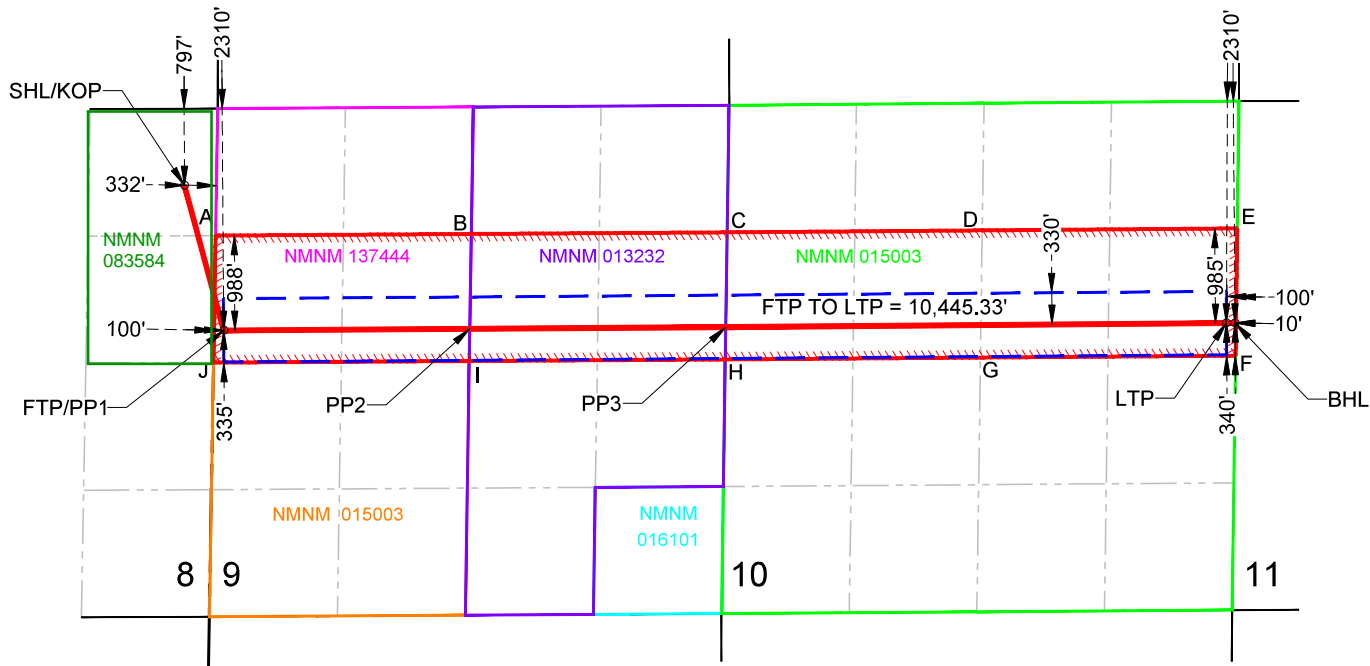 797'
2310'
2310'
SHL/KOP
332'
A
B
C
D
E
NMNM
083584
NMNM 137444
NMNM 013232
NMNM 015003
988'
330'
985'
FTP TO LTP = 10,445.33'
100'
100'
10'
J
I
H
G
F
FTP/PP1
335'
PP2
PP3
LTP
340'
BHL
NMNM 015003
NMNM
016101
8
9
10
11